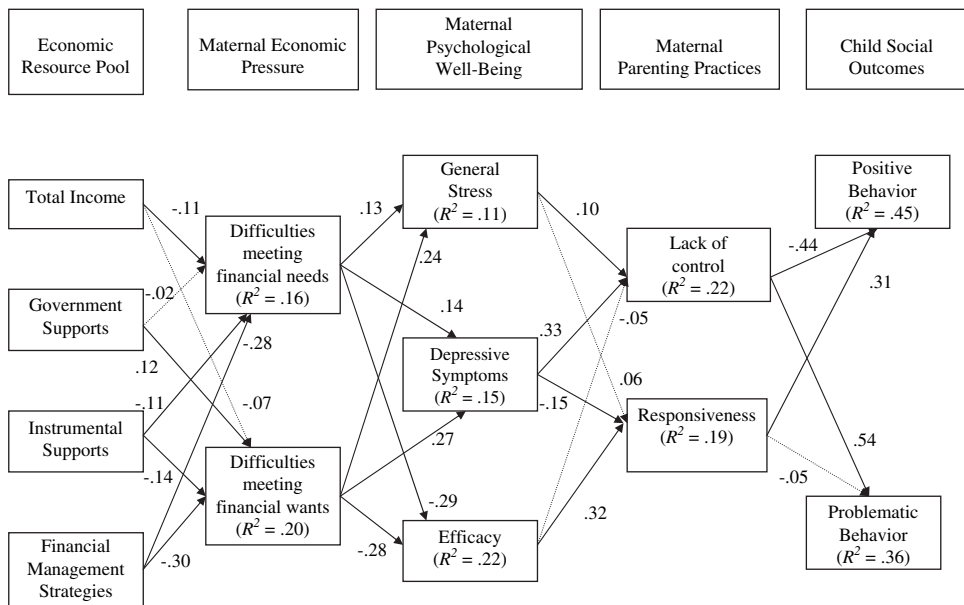 Economic
Resource Pool
Maternal Economic
Pressure
Maternal
Psychological
Well-Being
Maternal
Parenting Practices
Child Social
Outcomes
Total Income
Government
Supports
Instrumental
Supports
Financial
Management
Strategies
-.11
-.02
.12
-.11
-.14
-.28
-.07
-.30
Difficulties
meeting
financial needs
(R² = .16)
Difficulties
meeting
financial wants
(R² = .20)
.13
.24
.14
.27
-.29
-.28
General
Stress
(R² = .11)
Depressive
Symptoms
(R² = .15)
Efficacy
(R² = .22)
.10
-.05
.33
.06
-.15
.32
Lack of
control
(R² = .22)
Responsiveness
(R² = .19)
-.44
.31
.54
-.05
Positive
Behavior
(R² = .45)
Problematic
Behavior
(R² = .36)